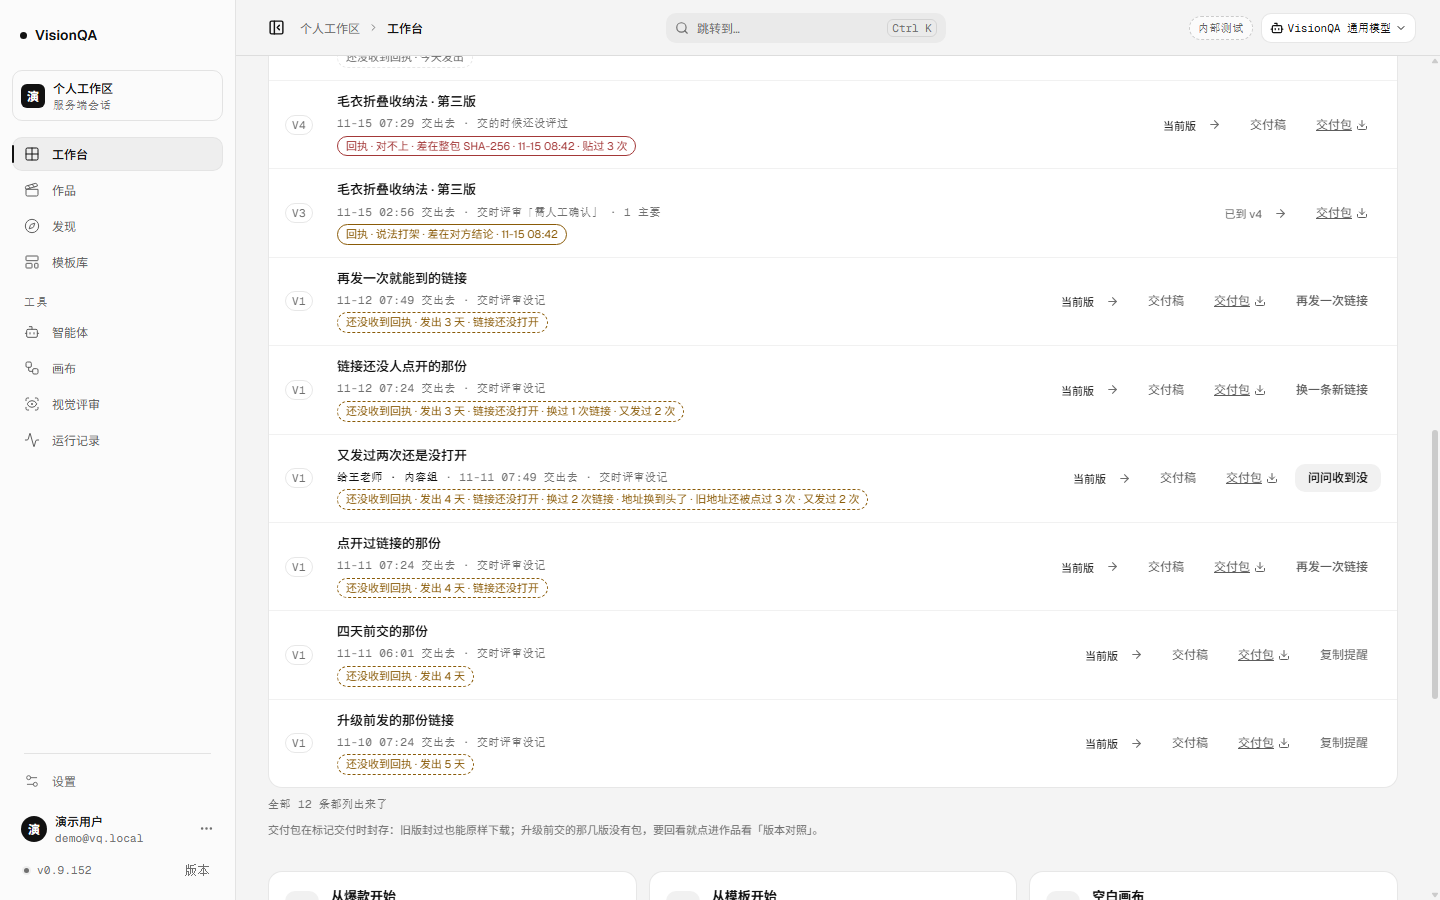 VisionQA
演
个人工作区
服务端会话
工作台
作品
发现
模板库
工具
智能体
画布
视觉评审
运行记录
设置
演
演示用户
demo@vq.local
v0.9.152
版本
个人工作区
工作台
跳转到…
Ctrl K
内部测试
VisionQA 通用模型
还没收到回执 · 今天发出
V4
毛衣折叠收纳法 · 第三版
11-15 07:29 交出去 · 交的时候还没评过
回执 · 对不上 · 差在整包 SHA-256 · 11-15 08:42 · 贴过 3 次
当前版
交付稿
交付包
V3
毛衣折叠收纳法 · 第三版
11-15 02:56 交出去 · 交时评审「需人工确认」 · 1 主要
回执 · 说法打架 · 差在对方结论 · 11-15 08:42
已到 v4
交付包
V1
再发一次就能到的链接
11-12 07:49 交出去 · 交时评审没记
还没收到回执 · 发出 3 天 · 链接还没打开
当前版
交付稿
交付包
再发一次链接
V1
链接还没人点开的那份
11-12 07:24 交出去 · 交时评审没记
还没收到回执 · 发出 3 天 · 链接还没打开 · 换过 1 次链接 · 又发过 2 次
当前版
交付稿
交付包
换一条新链接
V1
又发过两次还是没打开
给王老师 · 内容组 · 11-11 07:49 交出去 · 交时评审没记
还没收到回执 · 发出 4 天 · 链接还没打开 · 换过 2 次链接 · 地址换到头了 · 旧地址还被点过 3 次 · 又发过 2 次
当前版
交付稿
交付包
问问收到没
V1
点开过链接的那份
11-11 07:24 交出去 · 交时评审没记
还没收到回执 · 发出 4 天 · 链接还没打开
当前版
交付稿
交付包
再发一次链接
V1
四天前交的那份
11-11 06:01 交出去 · 交时评审没记
还没收到回执 · 发出 4 天
当前版
交付稿
交付包
复制提醒
V1
升级前发的那份链接
11-10 07:24 交出去 · 交时评审没记
还没收到回执 · 发出 5 天
当前版
交付稿
交付包
复制提醒
全部 12 条都列出来了
交付包在标记交付时封存：旧版封过也能原样下载；升级前交的那几版没有包，要回看就点进作品看「版本对照」。
从爆款开始
从模板开始
空白画布